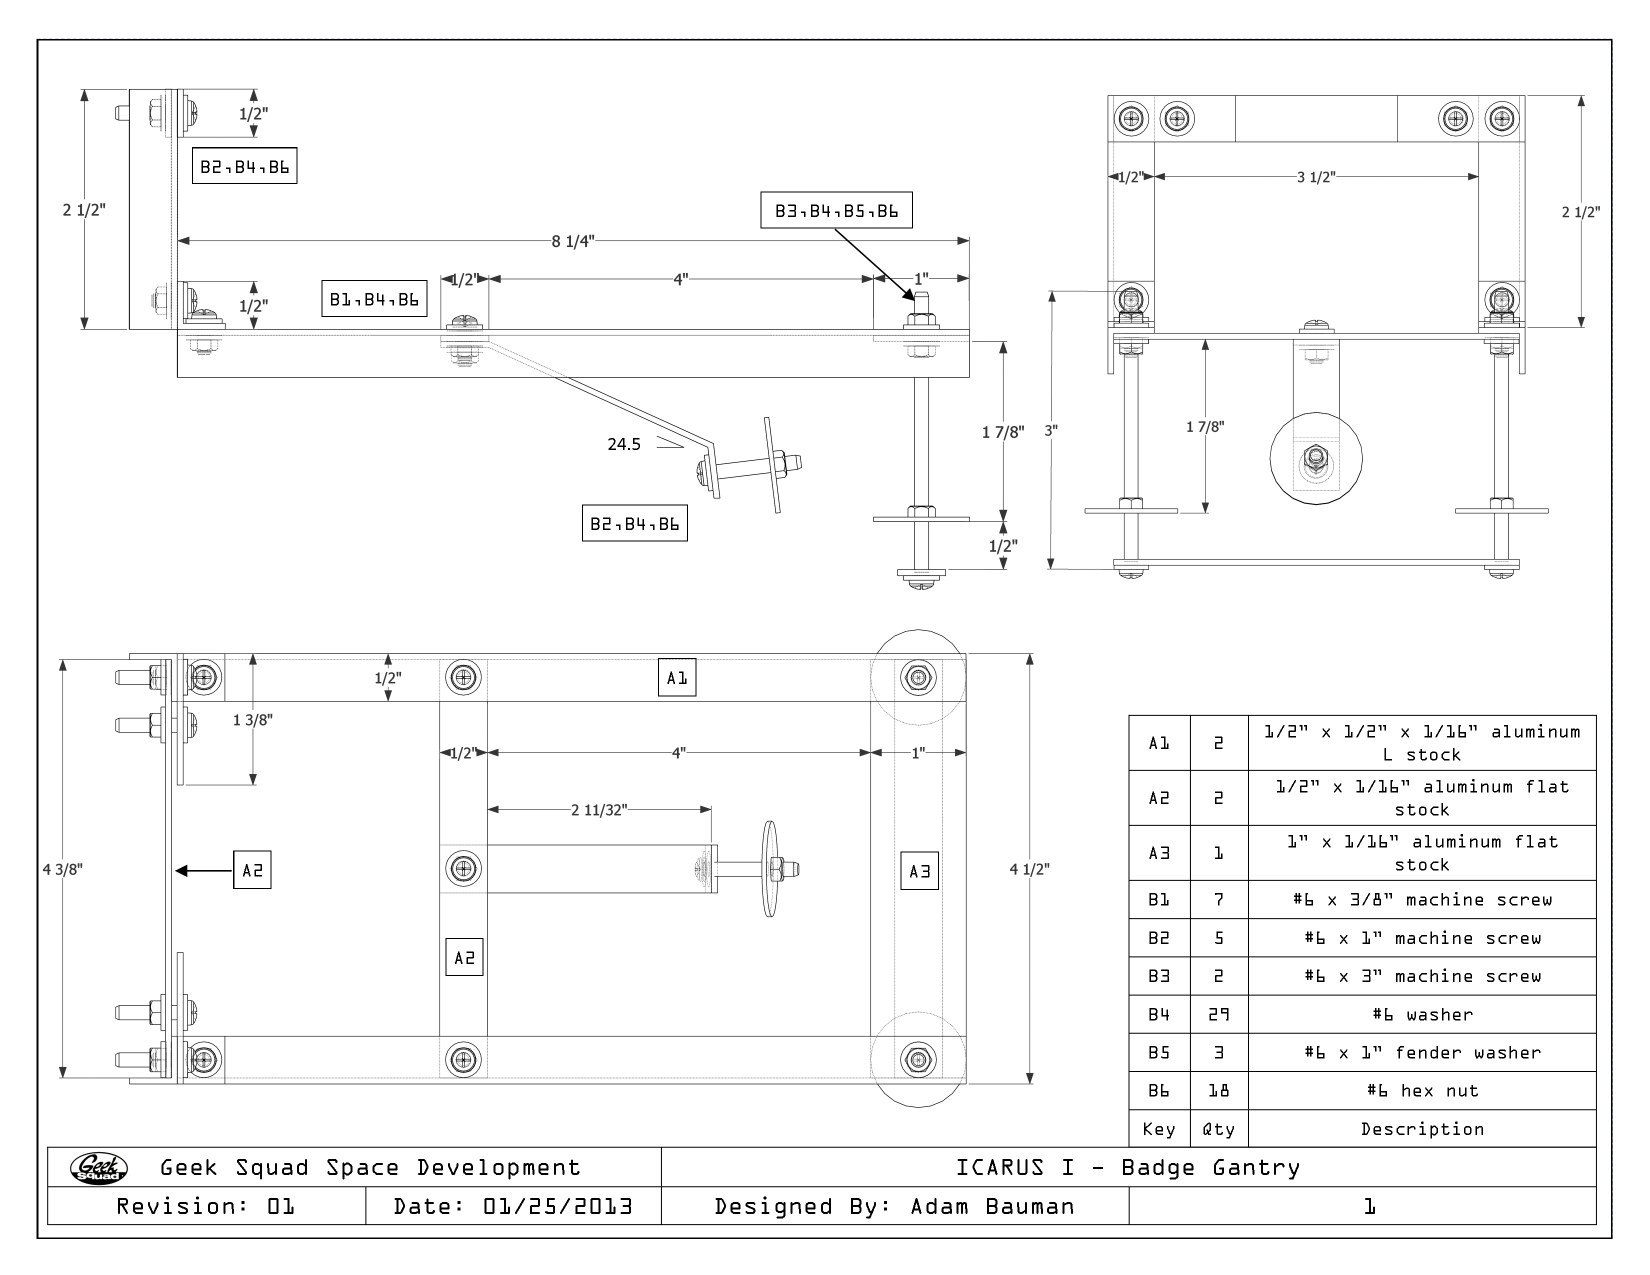 1/2"
B2,B4,B6
2 1/2"
8 1/4"
B3,B4,B5,B6
1/2"
4"
1"
B1,B4,B6
1/2"
24.5
1 7/8"
B2,B4,B6
1/2"
1/2"
3 1/2"
2 1/2"
3"
1 7/8"
A1
1/2"
1 3/8"
1/2"
4"
1"
2 11/32"
4 3/8"
A2
A3
4 1/2"
A2
A1 2 1/2” x 1/2” x 1/16” aluminum
L stock
A2 2 1/2” x 1/16” aluminum flat
stock
A3 1 1” x 1/16” aluminum flat
stock
B1 7 #6 x 3/8” machine screw
B2 5 #6 x 1” machine screw
B3 2 #6 x 3” machine screw
B4 29 #6 washer
B5 3 #6 x 1” fender washer
B6 18 #6 hex nut
Key Qty Description
Geek
Squad
Geek Squad Space Development
ICARUS I - Badge Gantry
Revision: 01
Date: 01/25/2013
Designed By: Adam Bauman
1